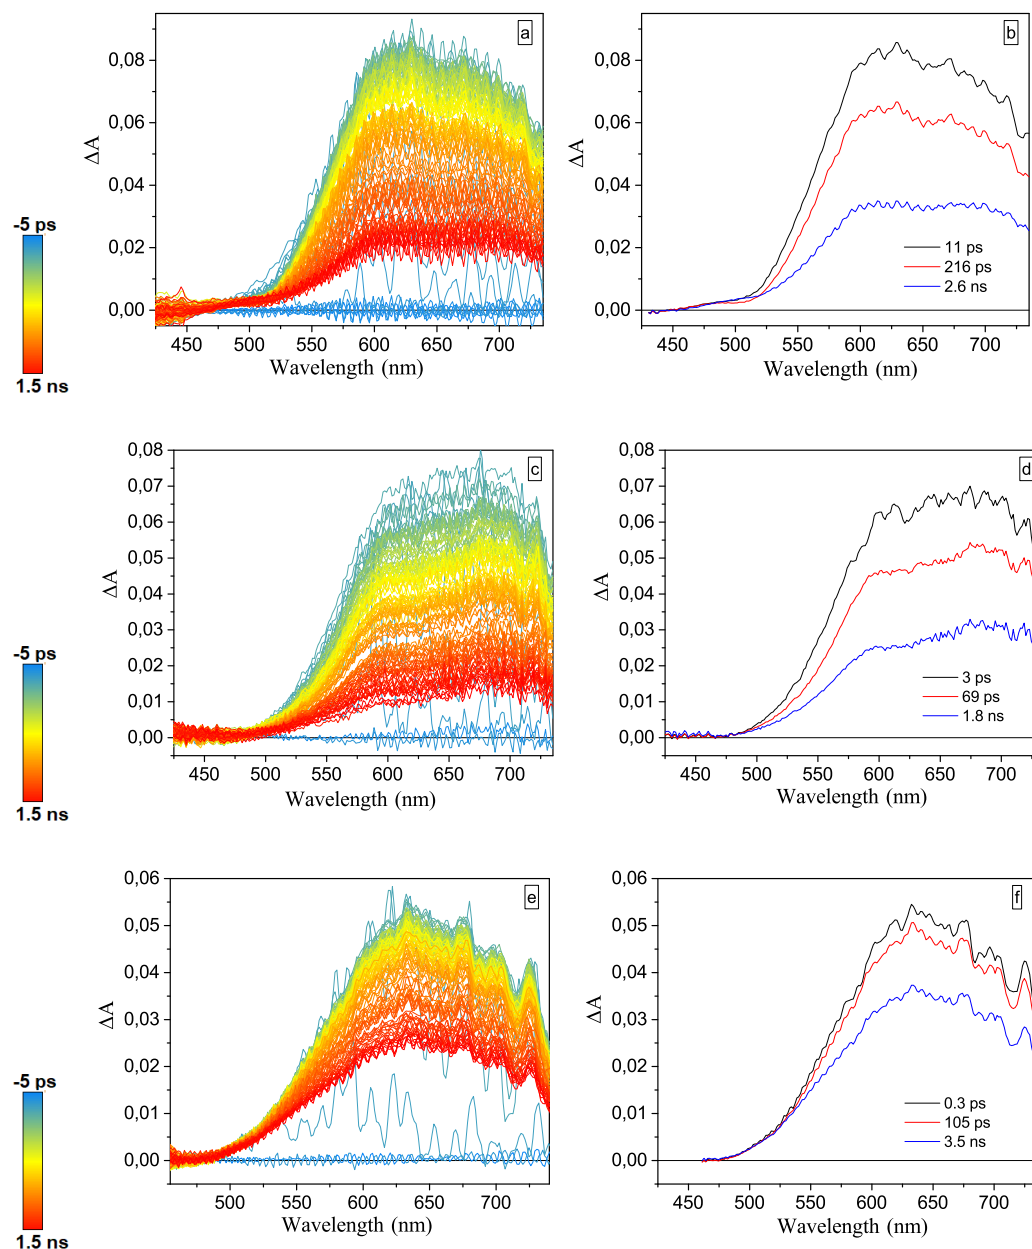 a
0,08
0,06
0,04
0,02
0,00
ΔA
450 500 550 600 650 700
Wavelength (nm)
-5 ps
1.5 ns
b
0,08
0,06
0,04
0,02
0,00
ΔA
11 ps
216 ps
2.6 ns
450 500 550 600 650 700
Wavelength (nm)
c
0,08
0,07
0,06
0,05
0,04
0,03
0,02
0,01
0,00
ΔA
450 500 550 600 650 700
Wavelength (nm)
-5 ps
1.5 ns
d
0,08
0,07
0,06
0,05
0,04
0,03
0,02
0,01
0,00
ΔA
3 ps
69 ps
1.8 ns
450 500 550 600 650 700
Wavelength (nm)
e
0,06
0,05
0,04
0,03
0,02
0,01
0,00
ΔA
500 550 600 650 700
Wavelength (nm)
-5 ps
1.5 ns
f
0,06
0,05
0,04
0,03
0,02
0,01
0,00
ΔA
0.3 ps
105 ps
3.5 ns
450 500 550 600 650 700
Wavelength (nm)